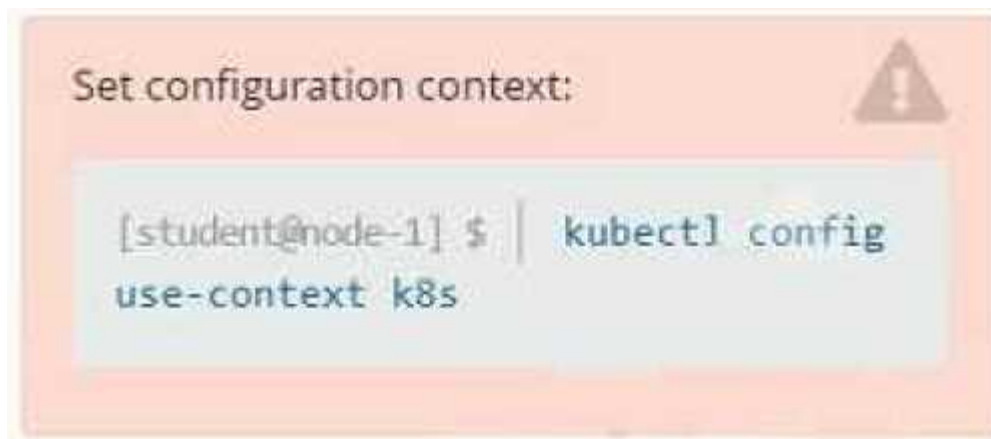 Set configuration context:
[student@node-1] $ | kubectl config
use-context k8s